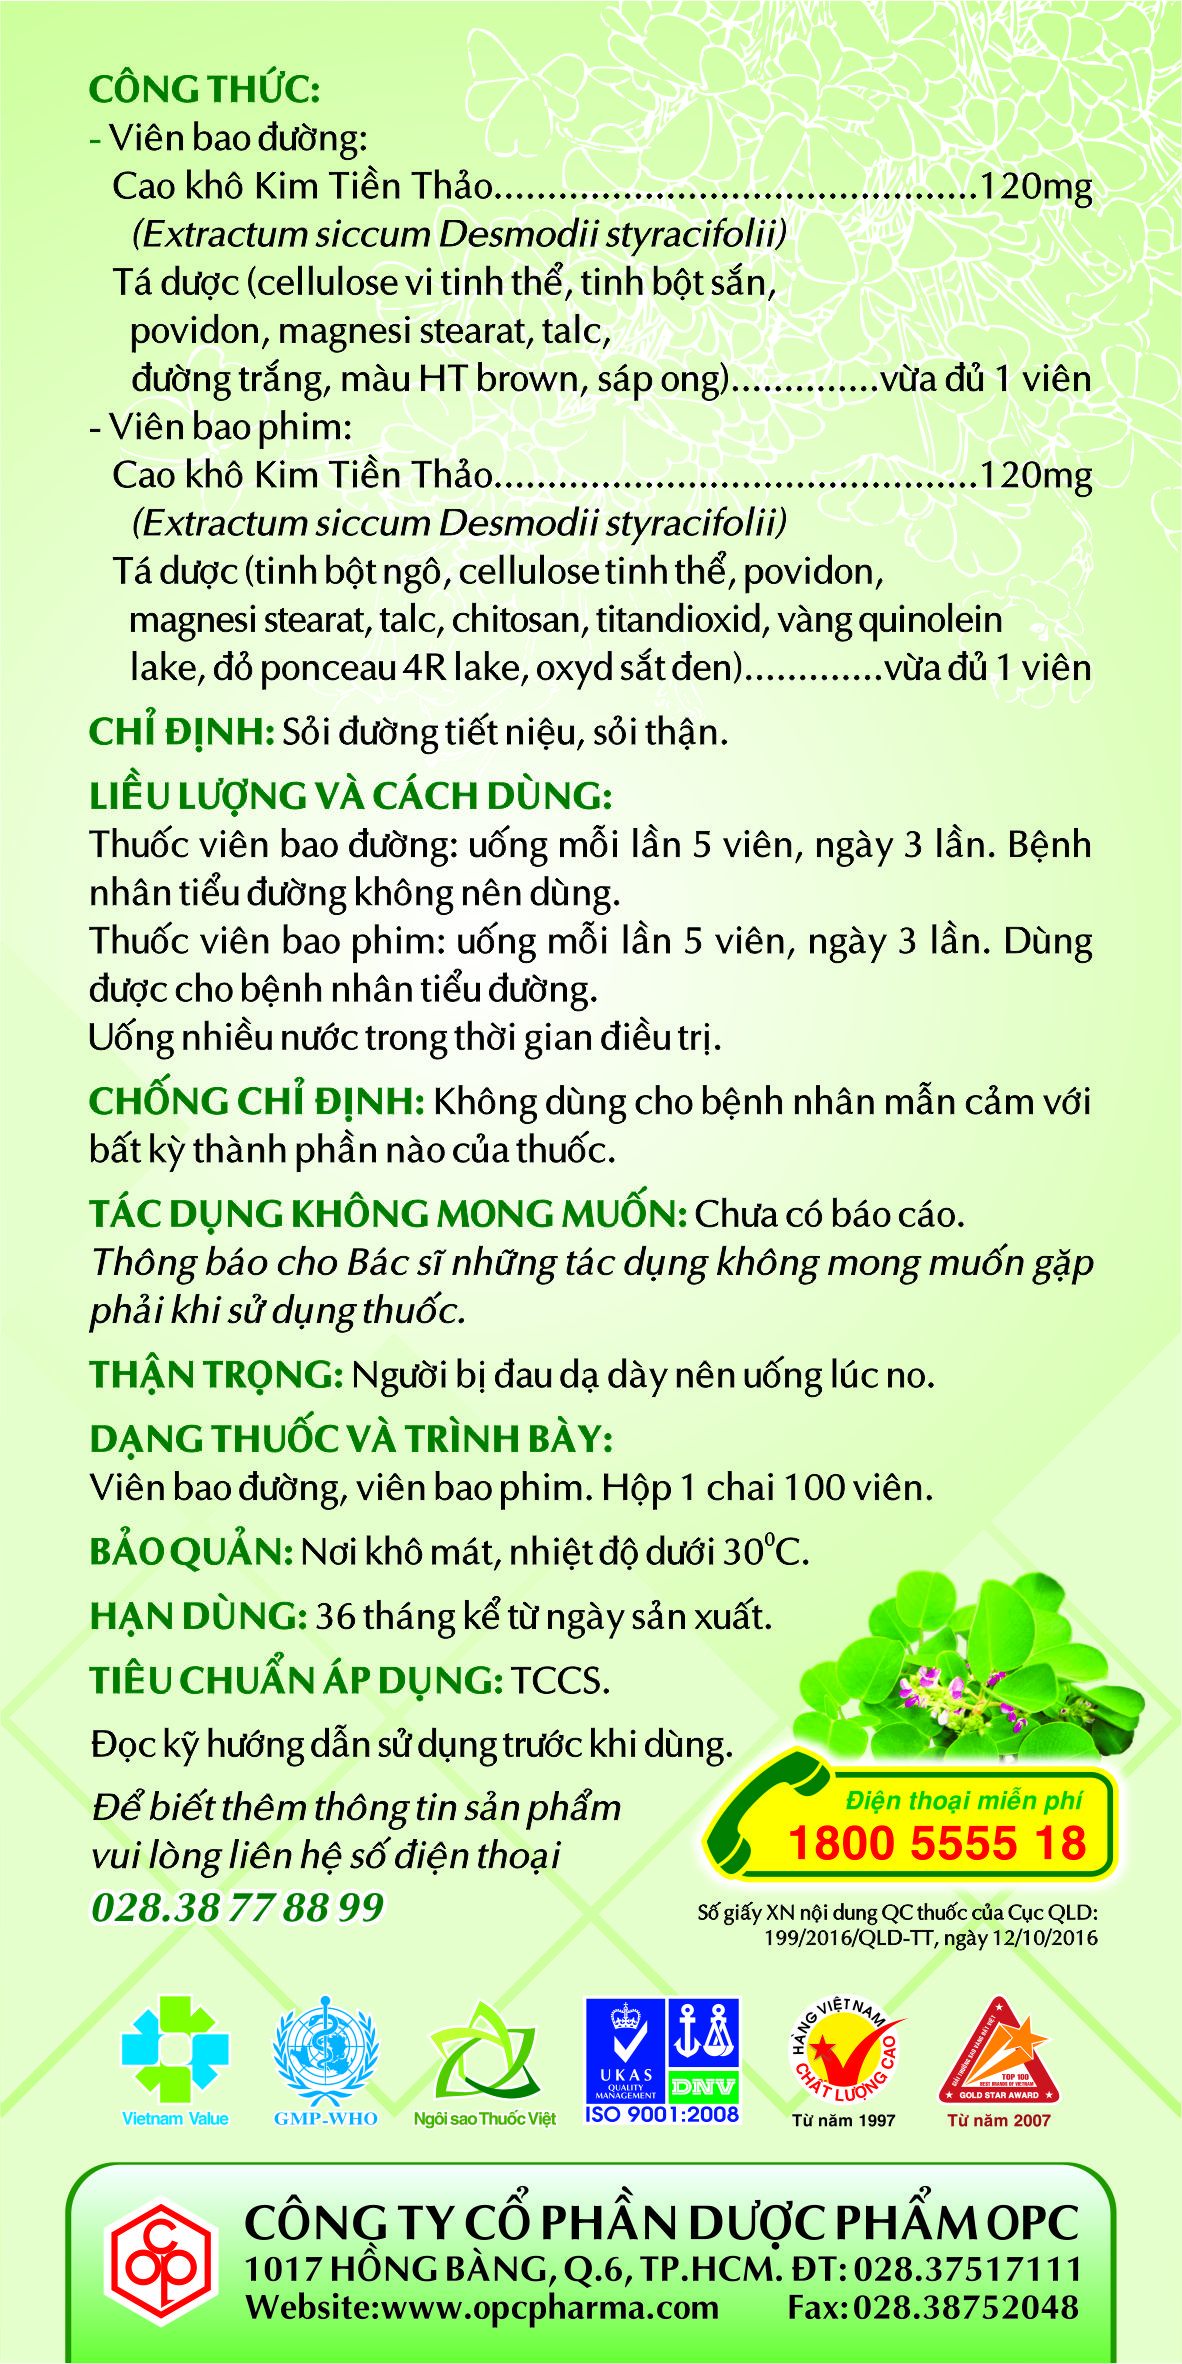 CÔNG THỨC:
- Viên bao đường:
Cao khô Kim Tiền Thảo.............................................120mg
(Extractum siccum Desmodii styracifolii)
Tá dược (cellulose vi tinh thể, tinh bột sắn,
povidon, magnesi stearat, talc,
đường trắng, màu HT brown, sáp ong)..............vừa đủ 1 viên
- Viên bao phim:
Cao khô Kim Tiền Thảo.............................................120mg
(Extractum siccum Desmodii styracifolii)
Tá dược (tinh bột ngô, cellulose tinh thể, povidon,
magnesi stearat, talc, chitosan, titandioxid, vàng quinolein
lake, đỏ ponceau 4R lake, oxyd sắt đen).............vừa đủ 1 viên
CHỈ ĐỊNH: Sỏi đường tiết niệu, sỏi thận.
LIỀU LƯỢNG VÀ CÁCH DÙNG:
Thuốc viên bao đường: uống mỗi lần 5 viên, ngày 3 lần. Bệnh
nhân tiểu đường không nên dùng.
Thuốc viên bao phim: uống mỗi lần 5 viên, ngày 3 lần. Dùng
được cho bệnh nhân tiểu đường.
Uống nhiều nước trong thời gian điều trị.
CHỐNG CHỈ ĐỊNH: Không dùng cho bệnh nhân mẫn cảm với
bất kỳ thành phần nào của thuốc.
TÁC DỤNG KHÔNG MONG MUỐN: Chưa có báo cáo.
Thông báo cho Bác sĩ những tác dụng không mong muốn gặp
phải khi sử dụng thuốc.
THẬN TRỌNG: Người bị đau dạ dày nên uống lúc no.
DẠNG THUỐC VÀ TRÌNH BÀY:
Viên bao đường, viên bao phim. Hộp 1 chai 100 viên.
BẢO QUẢN: Nơi khô mát, nhiệt độ dưới 30⁰C.
HẠN DÙNG: 36 tháng kể từ ngày sản xuất.
TIÊU CHUẨN ÁP DỤNG: TCCS.
Đọc kỹ hướng dẫn sử dụng trước khi dùng.
Để biết thêm thông tin sản phẩm
vui lòng liên hệ số điện thoại
028.38 77 88 99
Điện thoại miễn phí
1800 5555 18
Số giấy XN nội dung QC thuốc của Cục QLD:
199/2016/QLD-TT, ngày 12/10/2016
Vietnam Value
GMP-WHO
Ngôi sao Thuốc Việt
UKAS
QUALITY
MANAGEMENT
DNV
ISO 9001:2008
HÀNG VIỆT NAM
CHẤT LƯỢNG CAO
Từ năm 1997
GIẢI THƯỞNG SAO VÀNG ĐẤT VIỆT
TOP 100
BEST BRANDS OF VIETNAM
GOLD STAR AWARD
Từ năm 2007
OPC
CÔNG TY CỔ PHẦN DƯỢC PHẨM OPC
1017 HỒNG BÀNG, Q.6, TP.HCM. ĐT: 028.37517111
Website:www.opcpharma.com Fax: 028.38752048